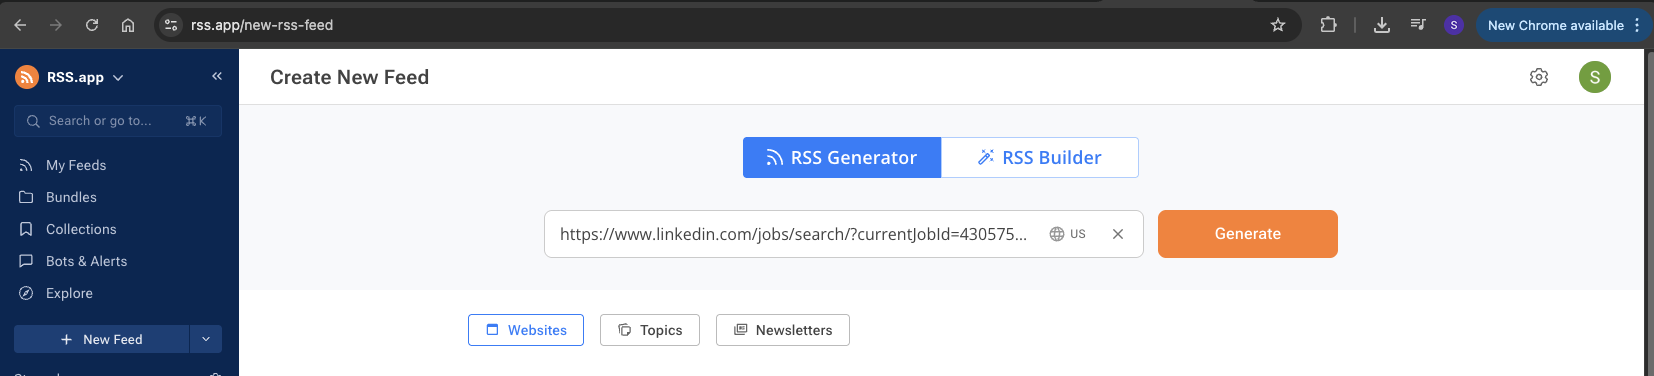 rss.app/new-rss-feed
S
New Chrome available
RSS.app
Search or go to...
⌘K
My Feeds
Bundles
Collections
Bots & Alerts
Explore
+ New Feed
Create New Feed
S
RSS Generator
RSS Builder
https://www.linkedin.com/jobs/search/?currentJobId=430575...
US
Generate
Websites
Topics
Newsletters